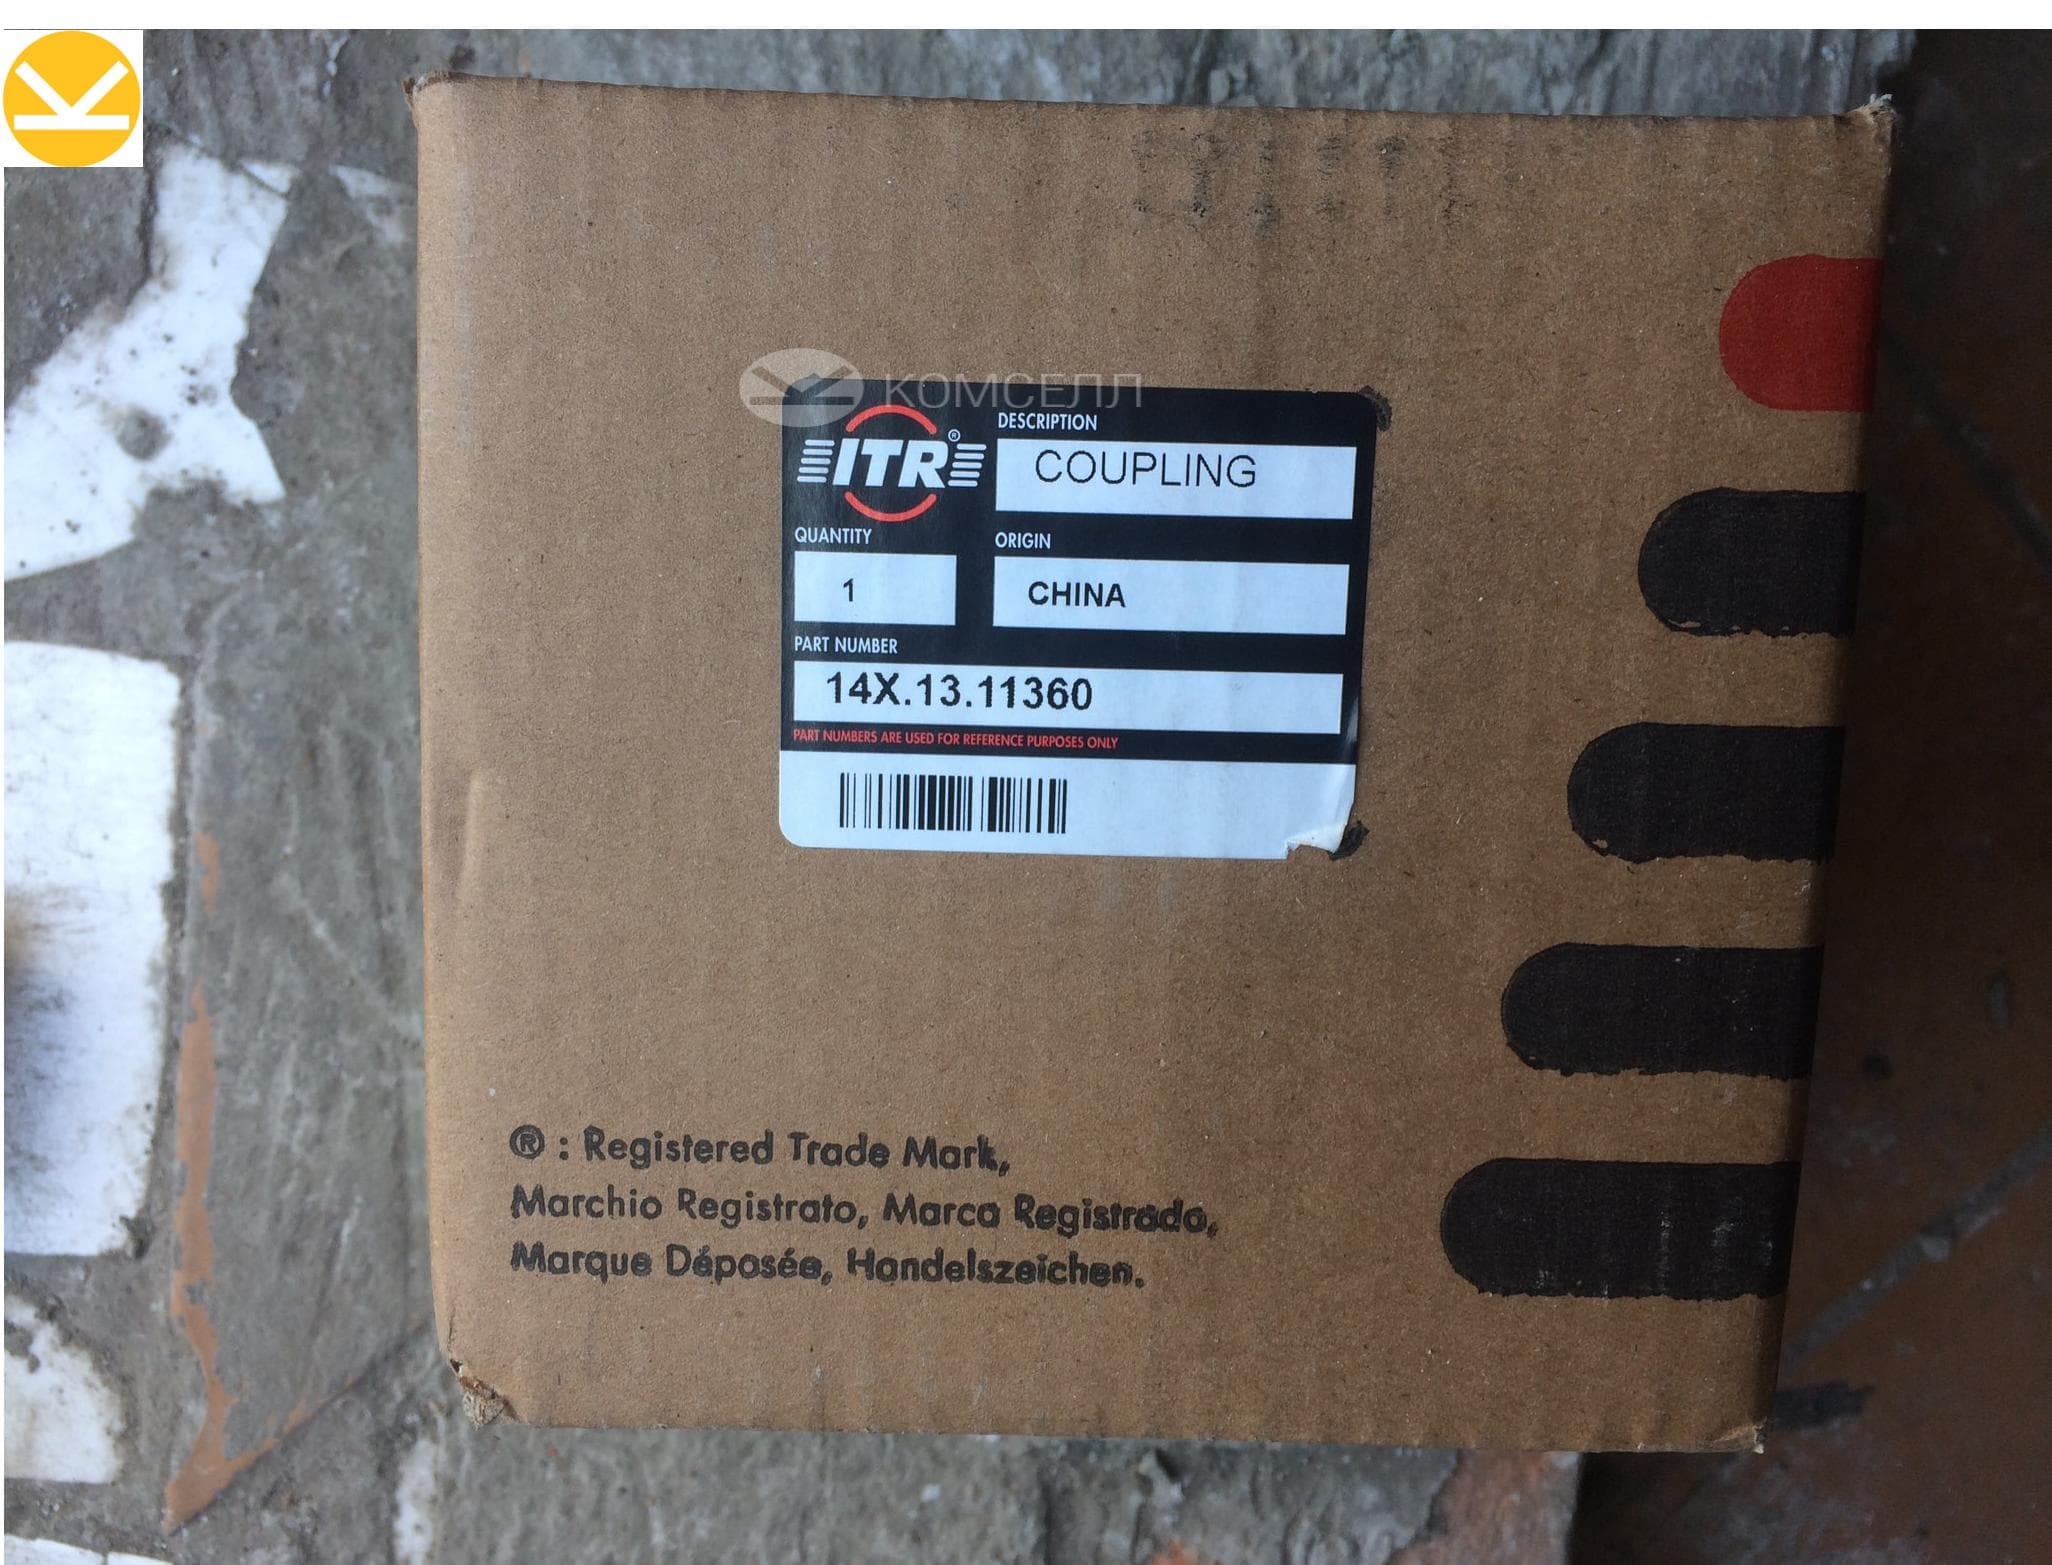 КОМСЕЛЛ
ITR®
DESCRIPTION
COUPLING
QUANTITY
1
ORIGIN
CHINA
PART NUMBER
14X.13.11360
PART NUMBERS ARE USED FOR REFERENCE PURPOSES ONLY
® : Registered Trade Mark,
Marchio Registrato, Marca Registrada,
Marque Déposée, Handelszeichen.